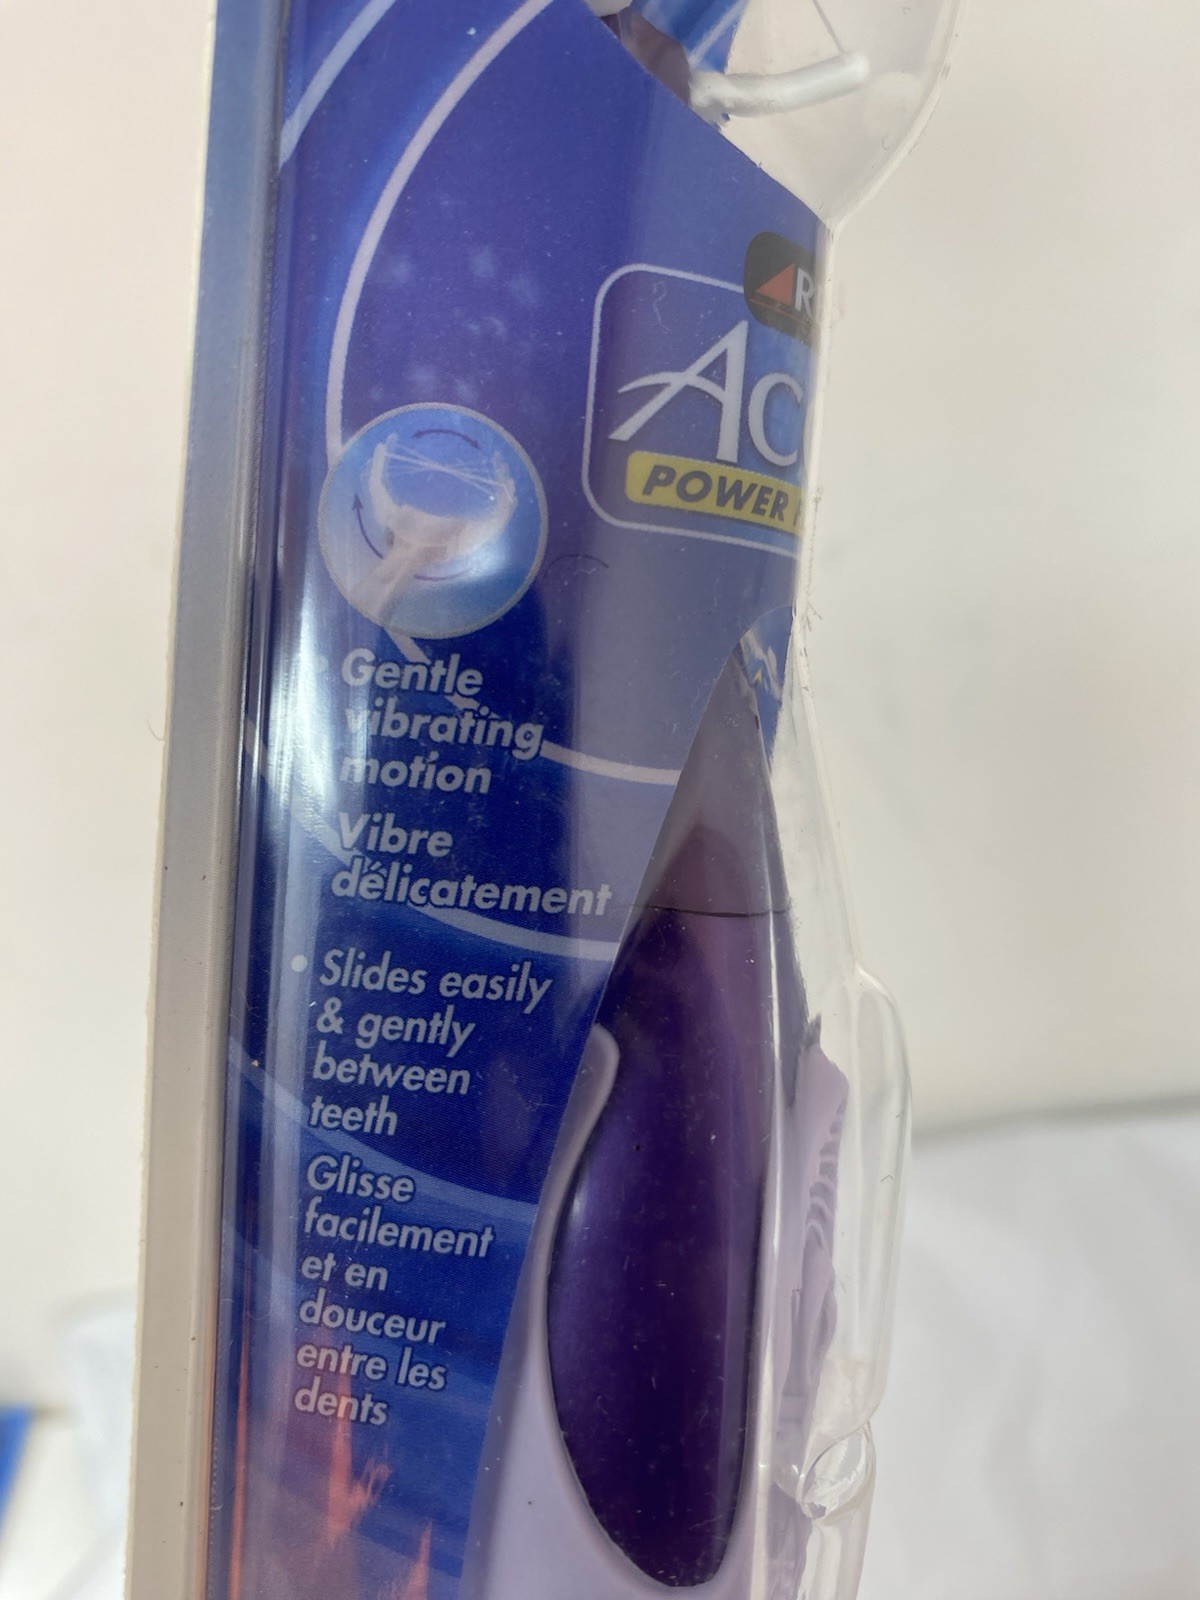 Gentle
vibrating
motion
Vibre
délicatement
• Slides easily
& gently
between
teeth
Glisse
facilement
et en
douceur
entre les
dents
POWER